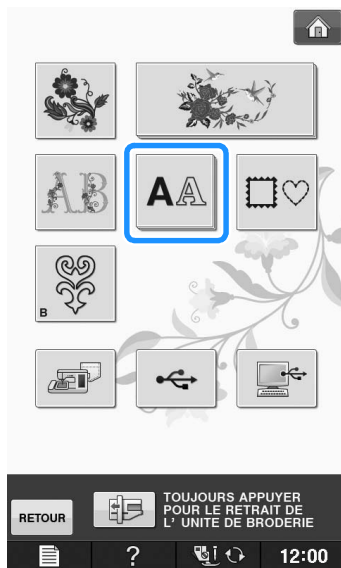 AB
AA
B
RETOUR
TOUJOURS APPUYER
POUR LE RETRAIT DE
L' UNITE DE BRODERIE
?
12:00